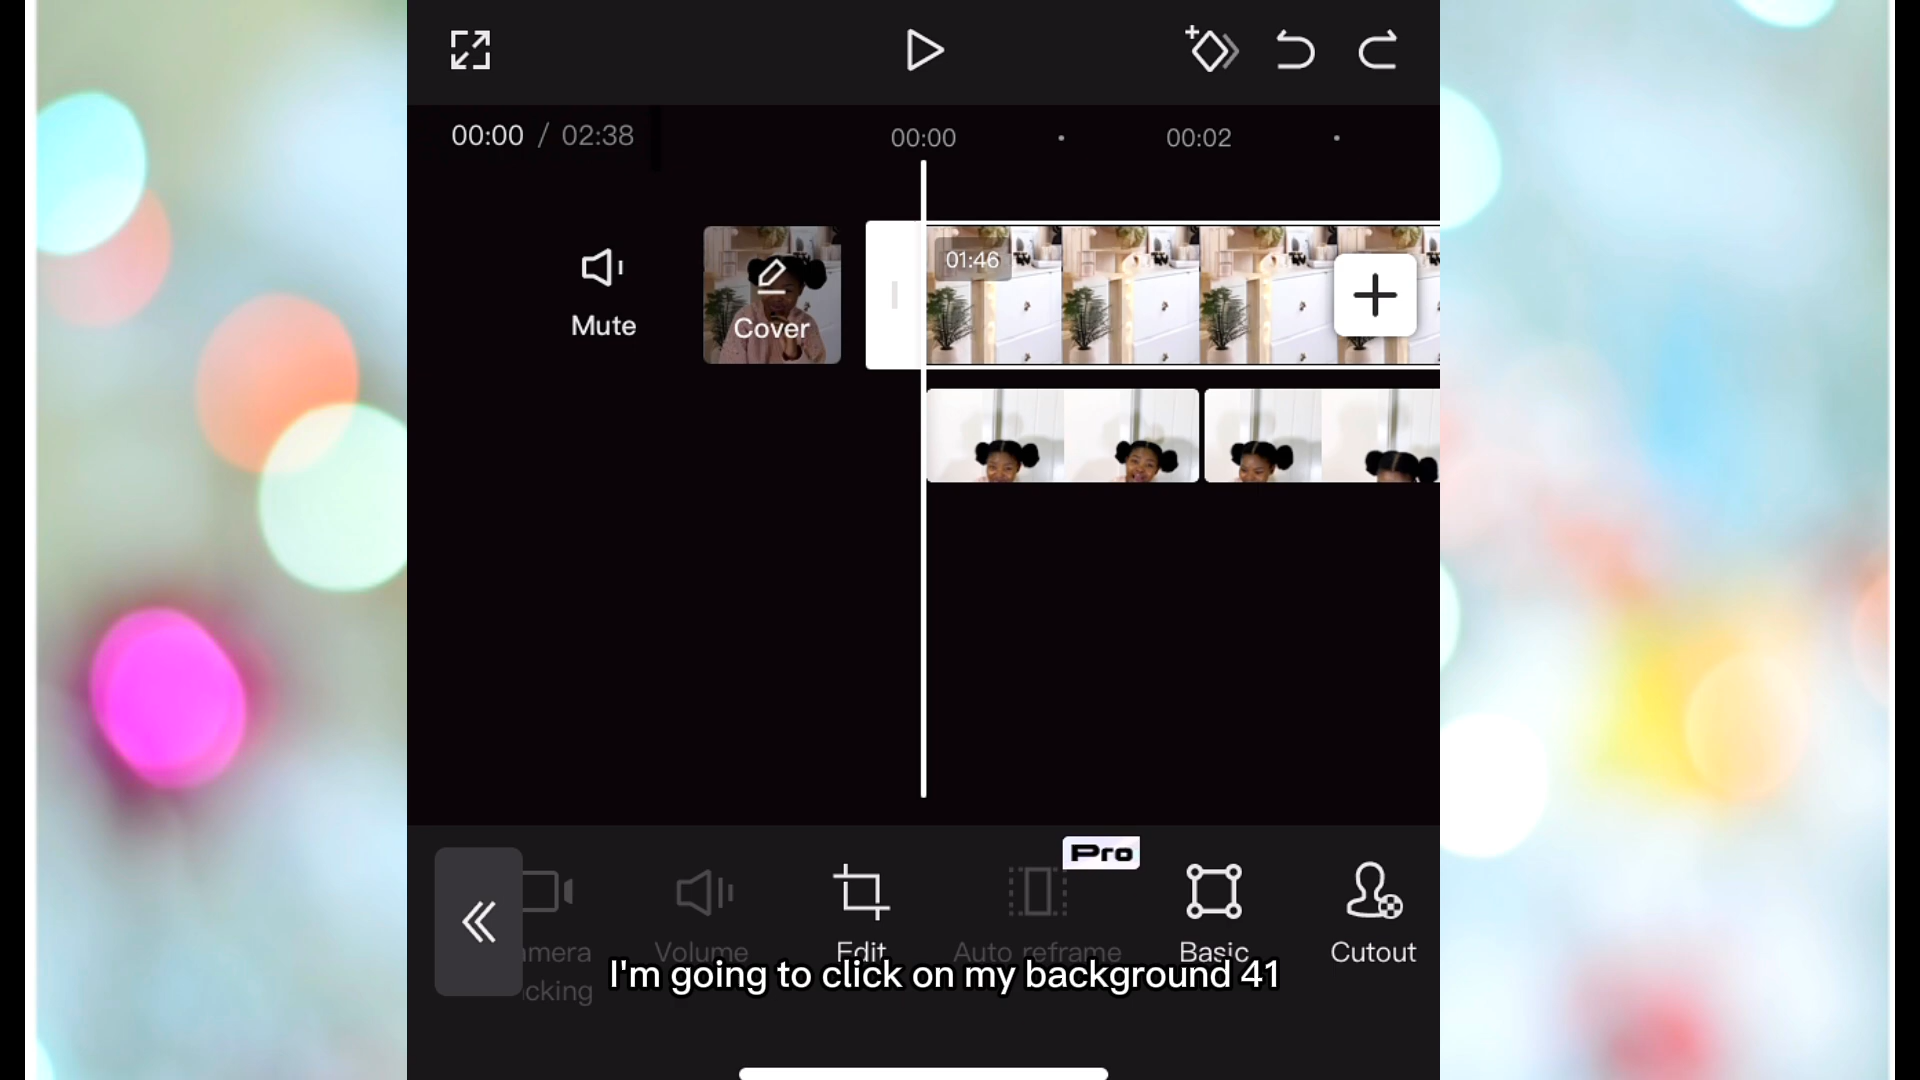 00:00 / 02:38
00:00
00:02
Mute
Cover
01:46
Pro
Volume
Edit
Auto reframe
Basic
Cutout
I'm going to click on my background 41